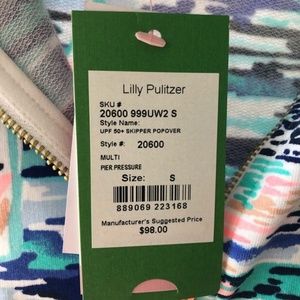 Lilly Pulitzer
SKU #
20600 999UW2 S
Style Name:
UPF 50+ SKIPPER POPOVER
Style #: 20600
MULTI
PIER PRESSURE
Size: S
889069 223168
Manufacturer's Suggested Price
$98.00